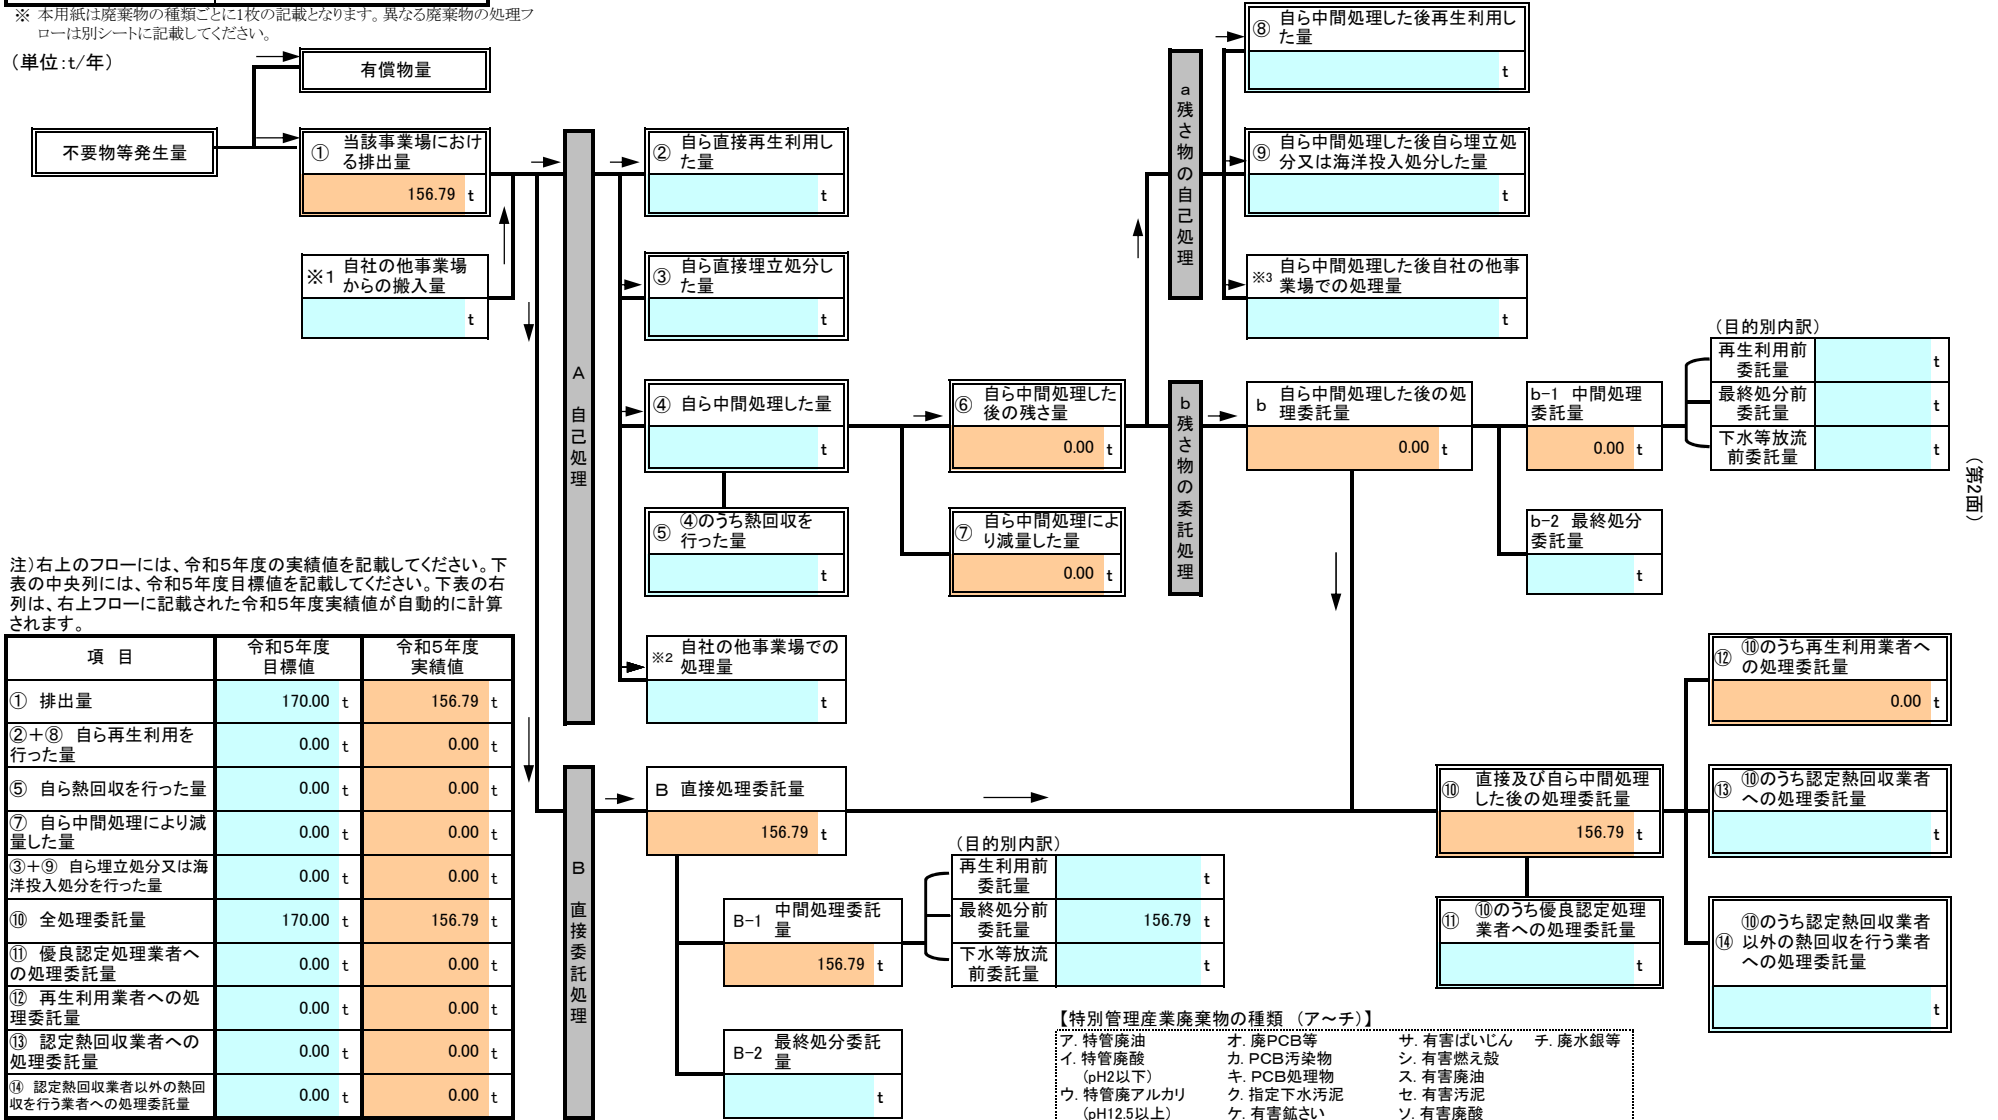 ※ 本用紙は廃棄物の種類ごとに1枚の記載となります。異なる廃棄物の処理フ
ローは別シートに記載してください。
(単位:t/年)
有償物量
不要物等発生量
① 当該事業場におけ
る排出量
156.79 t
※1 自社の他事業場
からの搬入量
t
A 自己処理
② 自ら直接再生利用し
た量
t
③ 自ら直接埋立処分し
た量
t
④ 自ら中間処理した量
t
⑤ ④のうち熱回収を
行った量
t
※2 自社の他事業場での
処理量
t
⑥ 自ら中間処理した
後の残さ量
0.00 t
⑦ 自ら中間処理によ
り減量した量
0.00 t
a残さ物の自己処理
⑧ 自ら中間処理した後再生利用し
た量
t
⑨ 自ら中間処理した後自ら埋立処
分又は海洋投入処分した量
t
※3 自ら中間処理した後自社の他事
業場での処理量
t
b残さ物の委託処理
b 自ら中間処理した後の処
理委託量
0.00 t
b-1 中間処理
委託量
0.00 t
b-2 最終処分
委託量
t
(目的別内訳)
再生利用前
委託量 t
最終処分前
委託量 t
下水等放流
前委託量 t
(第2面)
注)右上のフローには、令和5年度の実績値を記載してください。下
表の中央列には、令和5年度目標値を記載してください。下表の右
列は、右上フローに記載された令和5年度実績値が自動的に計算
されます。
項 目 令和5年度
目標値 令和5年度
実績値
① 排出量 170.00 t 156.79 t
②+⑧ 自ら再生利用を
行った量 0.00 t 0.00 t
⑤ 自ら熱回収を行った量 0.00 t 0.00 t
⑦ 自ら中間処理により減
量した量 0.00 t 0.00 t
③+⑨ 自ら埋立処分又は海
洋投入処分を行った量 0.00 t 0.00 t
⑩ 全処理委託量 170.00 t 156.79 t
⑪ 優良認定処理業者へ
の処理委託量 0.00 t 0.00 t
⑫ 再生利用業者への処
理委託量 0.00 t 0.00 t
⑬ 認定熱回収業者への
処理委託量 0.00 t 0.00 t
⑭ 認定熱回収業者以外の熱回
収を行う業者への処理委託量 0.00 t 0.00 t
B 直接委託処理
B 直接処理委託量
156.79 t
B-1 中間処理委託
量
156.79 t
B-2 最終処分委託
量
t
(目的別内訳)
再生利用前
委託量 t
最終処分前
委託量 156.79 t
下水等放流
前委託量 t
⑩ 直接及び自ら中間処理
した後の処理委託量
156.79 t
⑪ ⑩のうち優良認定処理
業者への処理委託量
t
⑫ ⑩のうち再生利用業者へ
の処理委託量
0.00 t
⑬ ⑩のうち認定熱回収業者
への処理委託量
t
⑭ ⑩のうち認定熱回収業者
以外の熱回収を行う業者
への処理委託量
t
【特別管理産業廃棄物の種類 (ア~チ)】
ア. 特管廃油 オ. 廃PCB等 サ. 有害ばいじん チ. 廃水銀等
イ. 特管廃酸 カ. PCB汚染物 シ. 有害燃え殻
(pH2以下) キ. PCB処理物 ス. 有害廃油
ウ. 特管廃アルカリ ク. 指定下水汚泥 セ. 有害汚泥
(pH12.5以上) ケ. 有害鉱さい ソ. 有害廃酸